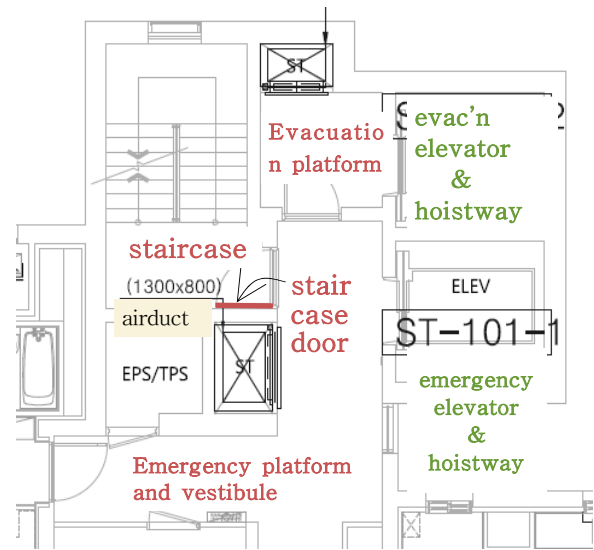 ST
Evacuatio
n platform
evac'n
elevator
&
hoistway
staircase
(1300x800)
stair
case
door
airduct
ELEV
ST-101-1
EPS/TPS
ST
emergency
elevator
&
hoistway
Emergency platform
and vestibule